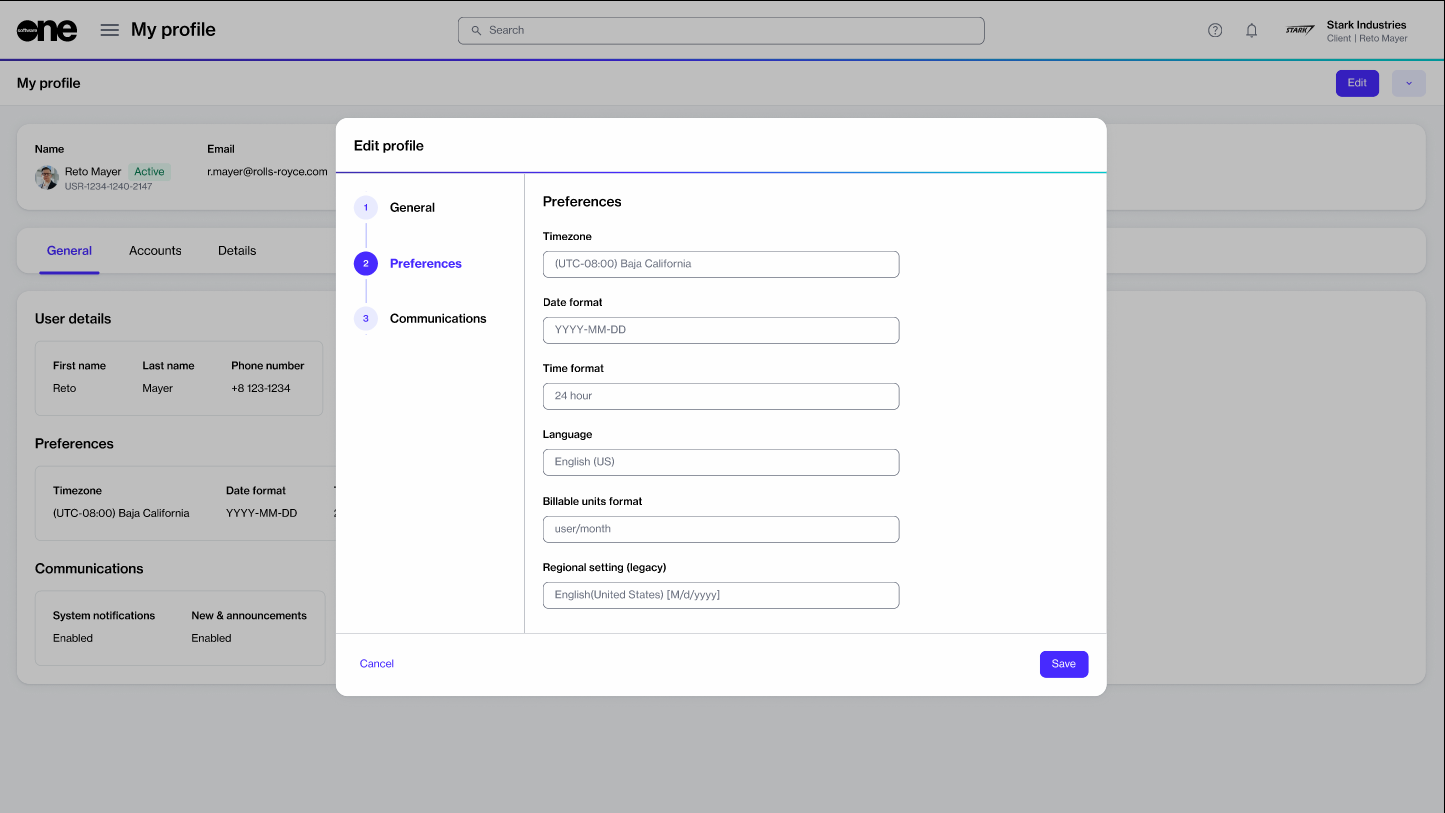 software one
My profile
Search
STARK
Stark Industries
Client | Reto Mayer
My profile
Edit
Name
Email
Reto Mayer
Active
USR-1234-1240-2147
r.mayer@rolls-royce.com
General
Accounts
Details
User details
First name
Last name
Phone number
Reto
Mayer
+8 123-1234
Preferences
Timezone
Date format
(UTC-08:00) Baja California
YYYY-MM-DD
Communications
System notifications
New & announcements
Enabled
Enabled
Edit profile
1
General
2
Preferences
3
Communications
Preferences
Timezone
(UTC-08:00) Baja California
Date format
YYYY-MM-DD
Time format
24 hour
Language
English (US)
Billable units format
user/month
Regional setting (legacy)
English(United States) [M/d/yyyy]
Cancel
Save